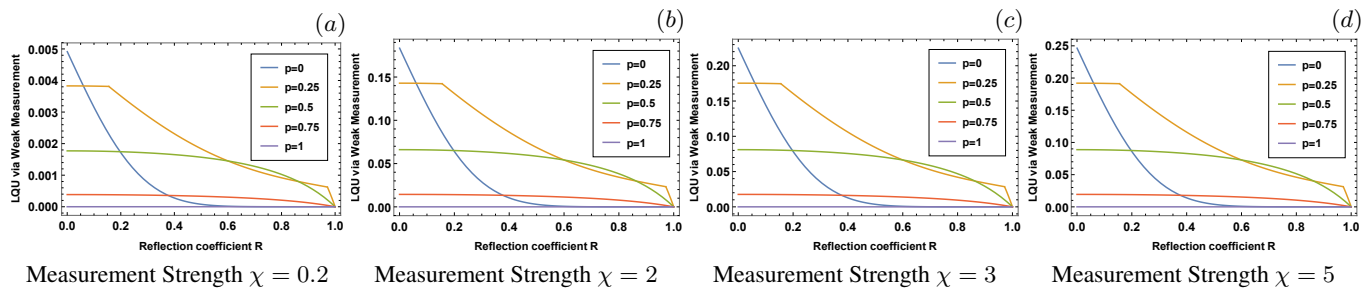 (a)
LQU via Weak Measurement
0.005
0.004
0.003
0.002
0.001
0.000
p=0
p=0.25
p=0.5
p=0.75
p=1
0.0 0.2 0.4 0.6 0.8 1.0
Reflection coefficient R
Measurement Strength χ = 0.2
(b)
LQU via Weak Measurement
0.15
0.10
0.05
0.00
p=0
p=0.25
p=0.5
p=0.75
p=1
0.0 0.2 0.4 0.6 0.8 1.0
Reflection coefficient R
Measurement Strength χ = 2
(c)
LQU via Weak Measurement
0.20
0.15
0.10
0.05
0.00
p=0
p=0.25
p=0.5
p=0.75
p=1
0.0 0.2 0.4 0.6 0.8 1.0
Reflection coefficient R
Measurement Strength χ = 3
(d)
LQU via Weak Measurement
0.25
0.20
0.15
0.10
0.05
0.00
p=0
p=0.25
p=0.5
p=0.75
p=1
0.0 0.2 0.4 0.6 0.8 1.0
Reflection coefficient R
Measurement Strength χ = 5